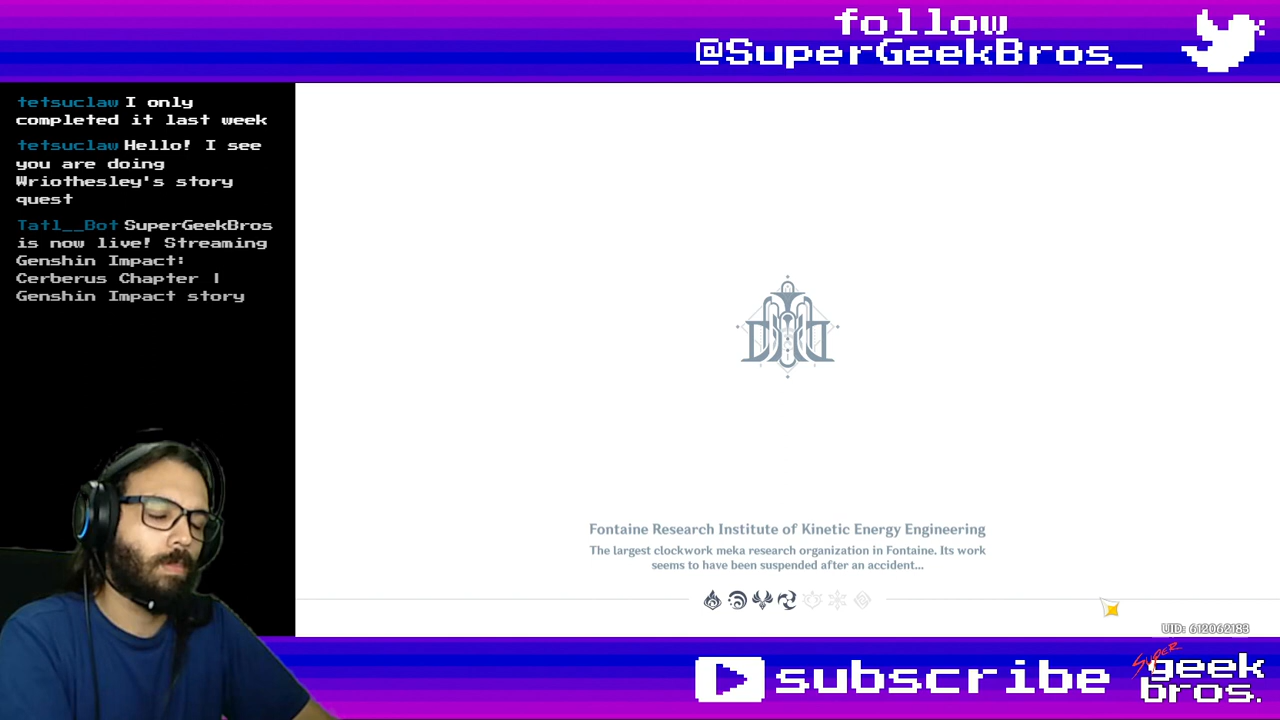 follow
@SuperGeekBros_
tetsuclaw I only
completed it last week
tetsuclaw Hello! I see
you are doing
Wriothesley's story
quest
Tatl__Bot SuperGeekBros
is now live! Streaming
Genshin Impact:
Cerberus Chapter |
Genshin Impact story
Fontaine Research Institute of Kinetic Energy Engineering
The largest clockwork meka research organization in Fontaine. Its work
seems to have been suspended after an accident...
UID: 612062183
subscribe
SUPER
geek
bros.